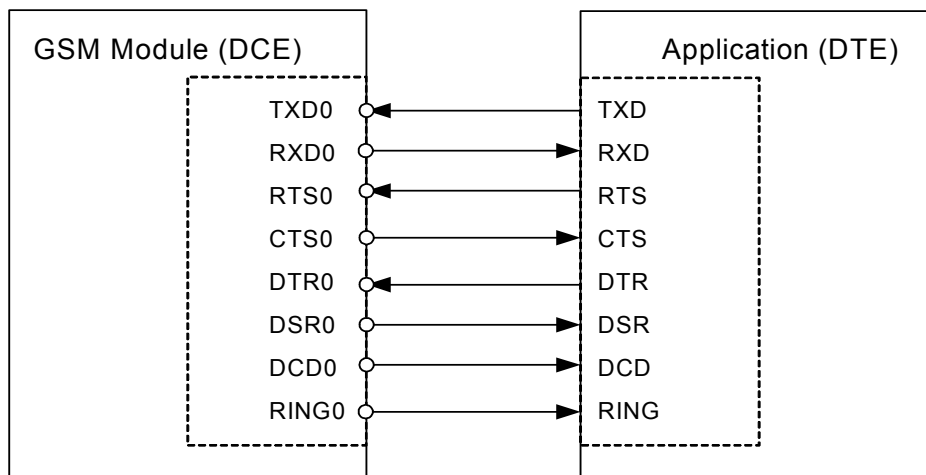 GSM Module (DCE)
Application (DTE)
TXD0
TXD
RXD0
RXD
RTS0
RTS
CTS0
CTS
DTR0
DTR
DSR0
DSR
DCD0
DCD
RING0
RING